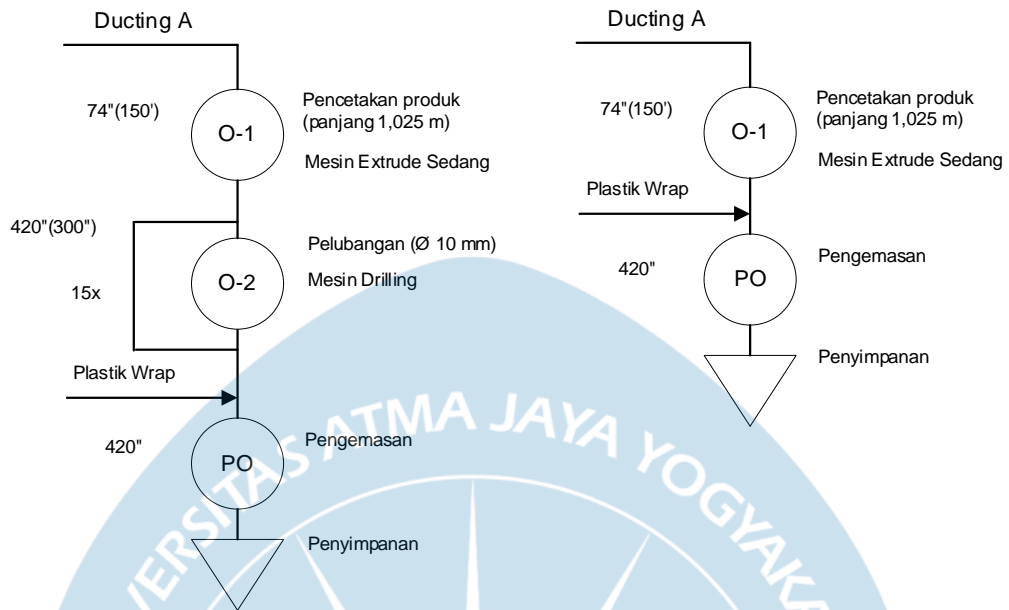 Ducting A
74"(150')
O-1
Pencetakan produk
(panjang 1,025 m)
Mesin Extrude Sedang
420"(300")
15x
O-2
Pelubangan (Ø 10 mm)
Mesin Drilling
Plastik Wrap
420"
PO
Pengemasan
Penyimpanan
Ducting A
74"(150')
O-1
Pencetakan produk
(panjang 1,025 m)
Mesin Extrude Sedang
Plastik Wrap
420"
PO
Pengemasan
Penyimpanan
VERSITAS ATMA JAYA YOGYAKA